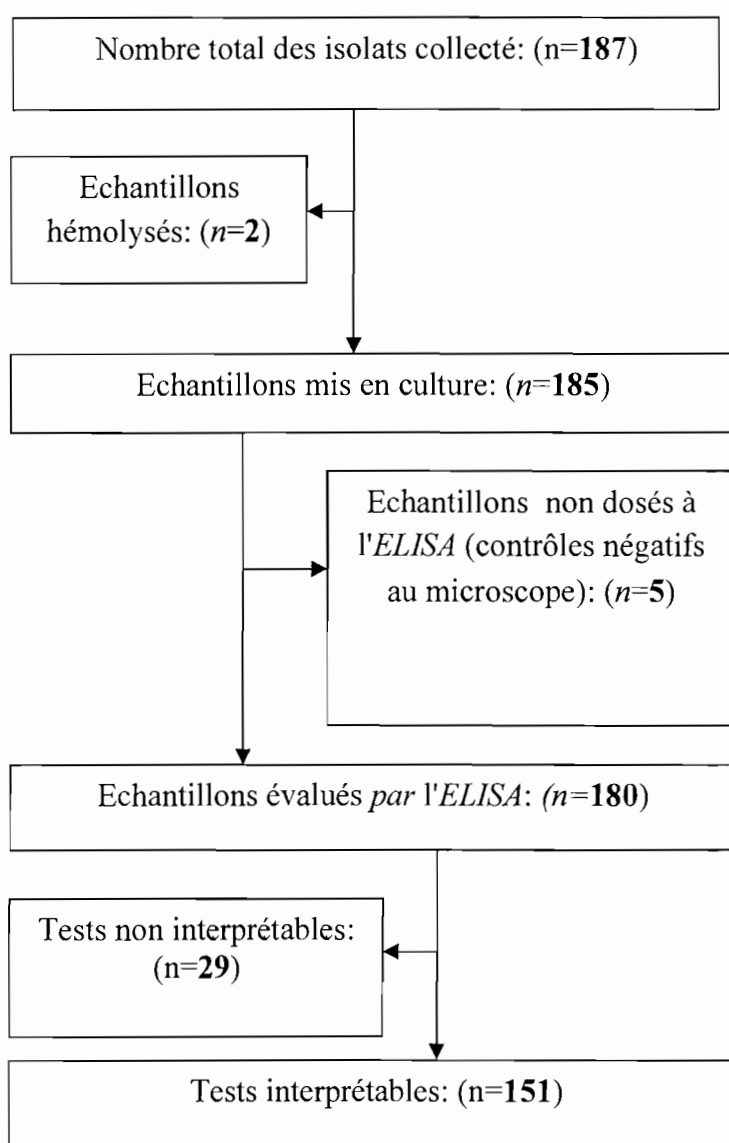 Nombre total des isolats collecté: (n=187)
Echantillons
hémolysés: (n=2)
Echantillons mis en culture: (n=185)
Echantillons non dosés à
l'ELISA (contrôles négatifs
au microscope): (n=5)
Echantillons évalués par l'ELISA: (n=180)
Tests non interprétables:
(n=29)
Tests interprétables: (n=151)